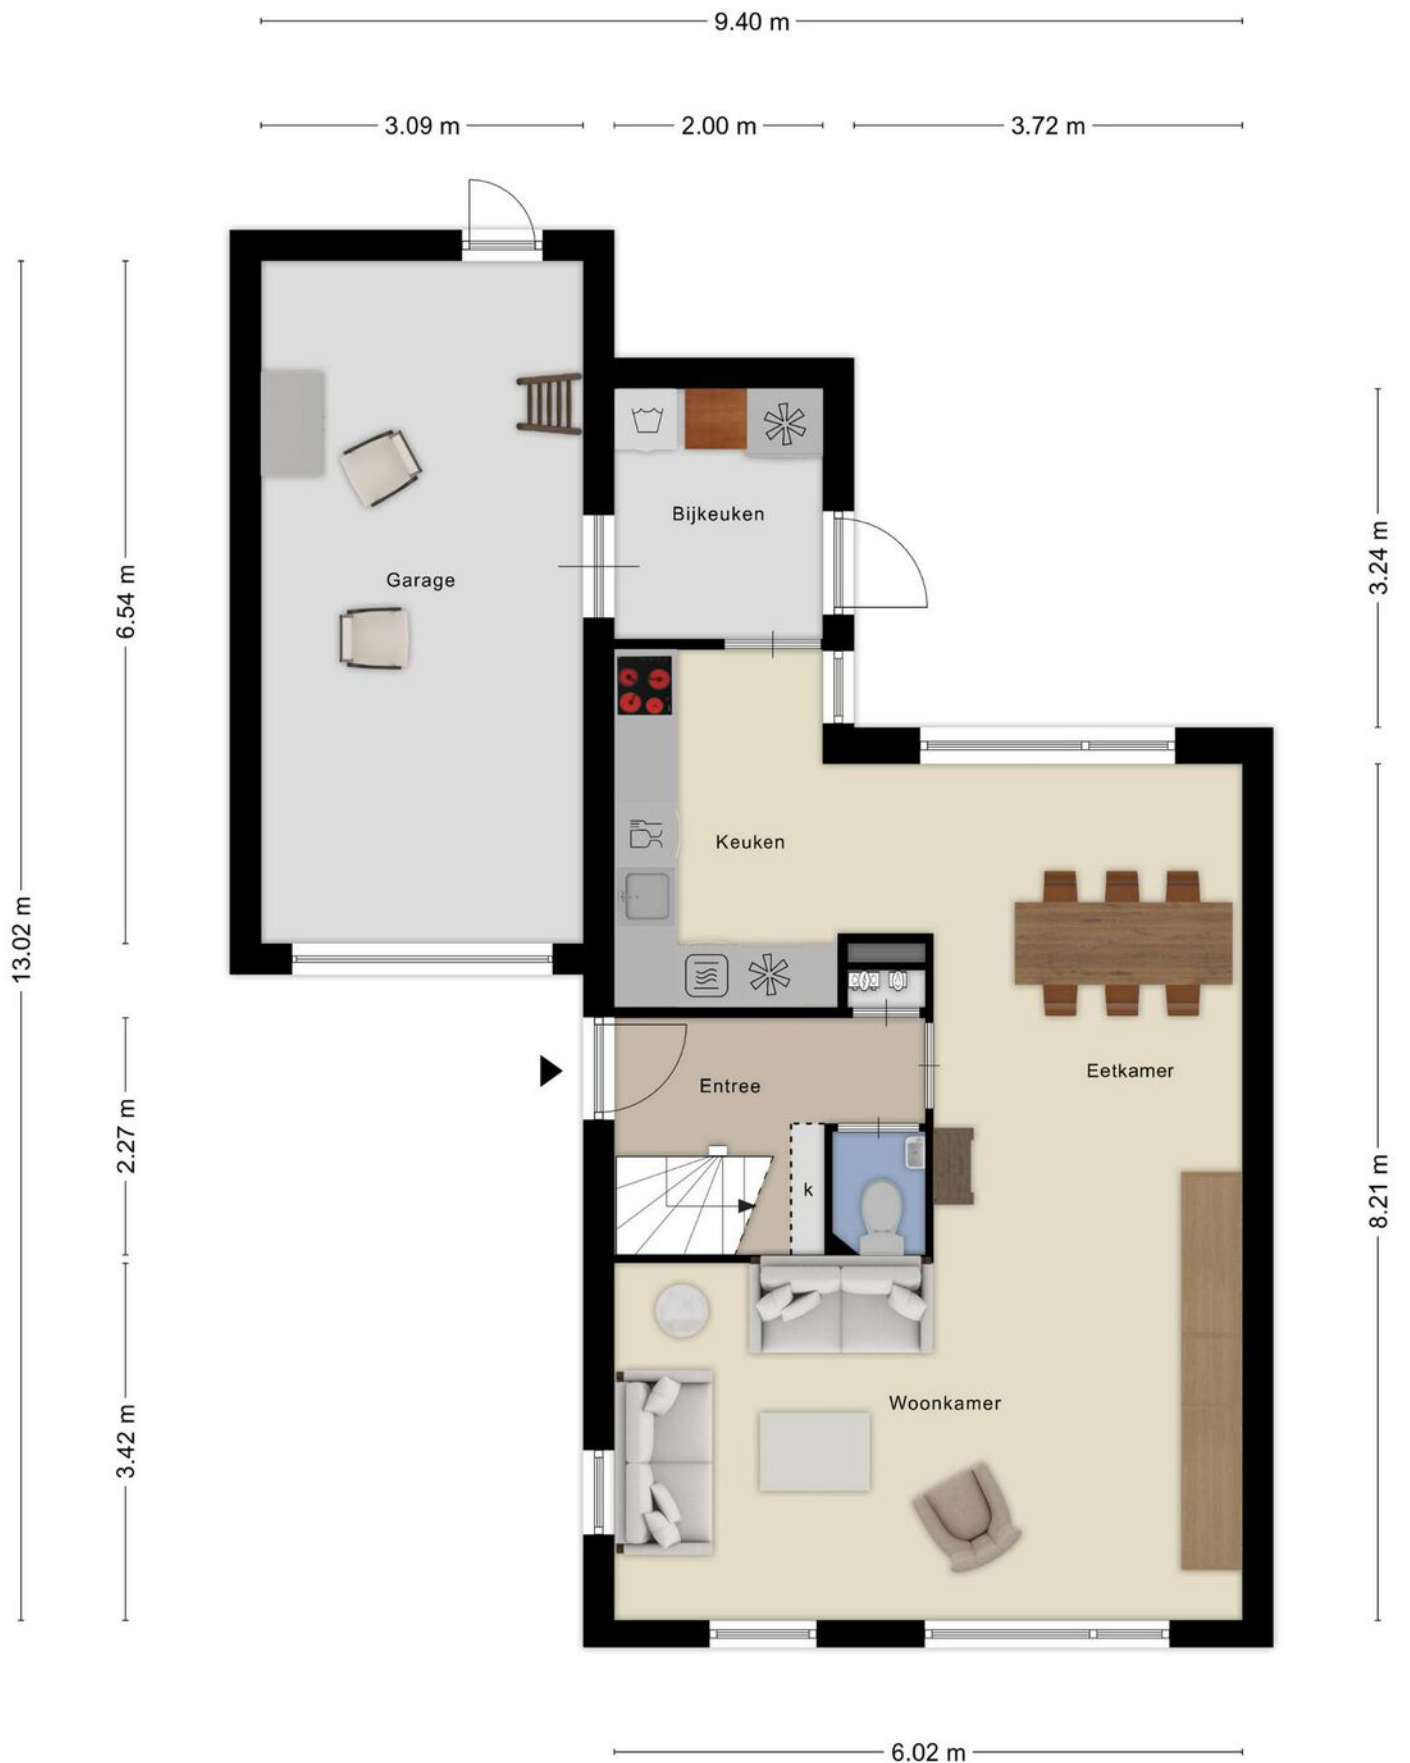 9.40 m
3.09 m
2.00 m
3.72 m
Bijkeuken
Garage
6.54 m
3.24 m
Keuken
13.02 m
Entree
Eetkamer
2.27 m
k
8.21 m
Woonkamer
3.42 m
6.02 m